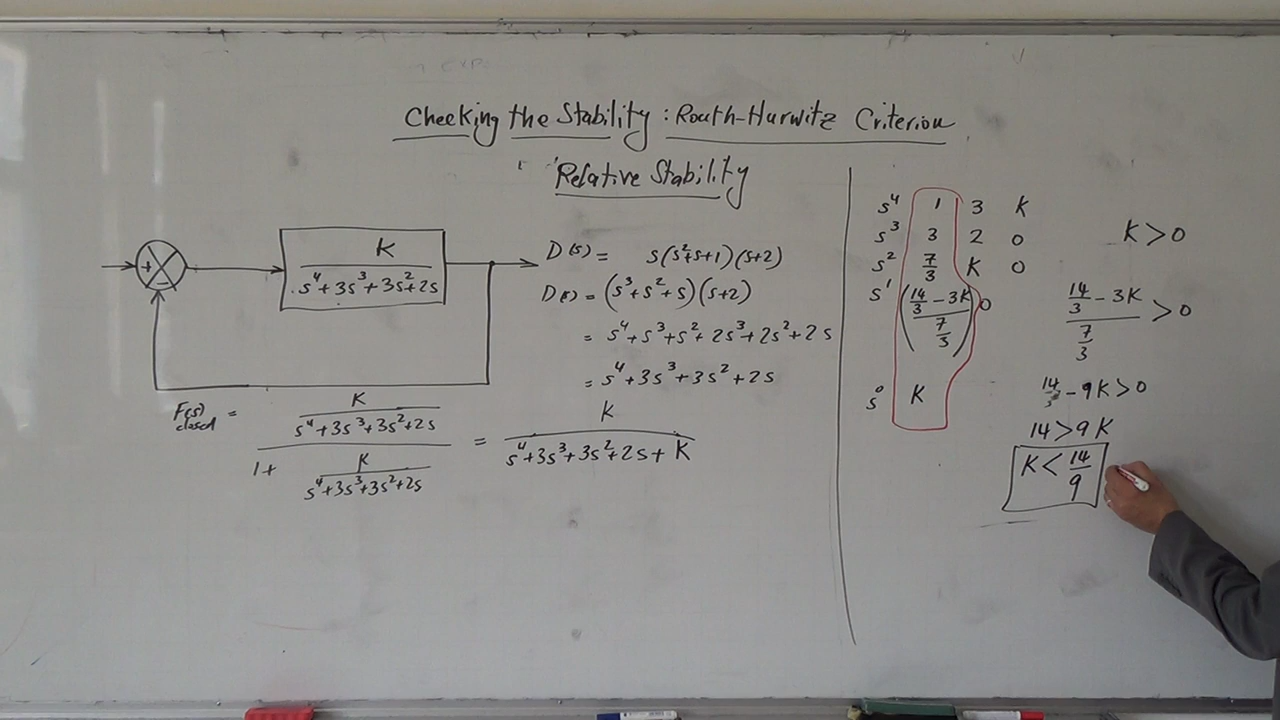 Checking the Stability : Routh-Hurwitz Criterion
Relative Stability
+
-
K
s⁴+3s³+3s²+2s
D(s) = s(s²+s+1)(s+2)
D(s) = (s³+s²+s)(s+2)
= s⁴+s³+s²+2s³+2s²+2s
= s⁴+3s³+3s²+2s
F(s) closed =
K
s⁴+3s³+3s²+2s
1+
K
s⁴+3s³+3s²+2s
=
K
s⁴+3s³+3s²+2s+K
s⁴ 1 3 K
s³ 3 2 0
s² 7/3 K 0
s¹ ((14/3 - 3K)/(7/3)) 0
s⁰ K
K > 0
(14/3 - 3K)/(7/3) > 0
14 - 9K > 0
14 > 9K
K < 14/9